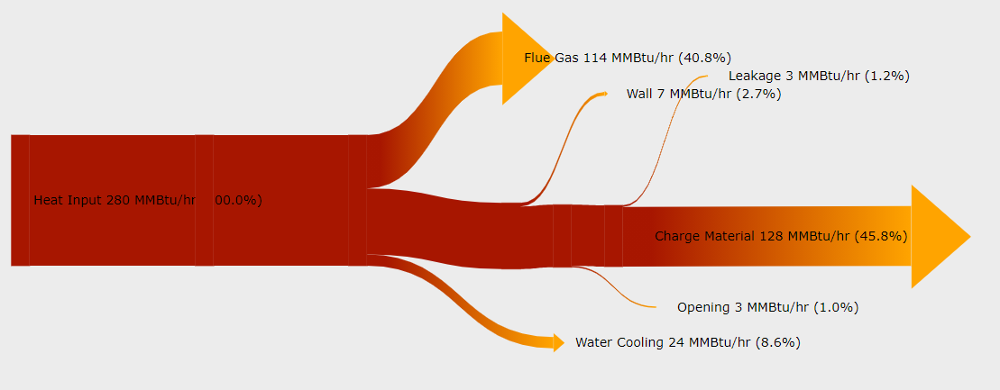 Flue Gas 114 MMBtu/hr (40.8%)
Leakage 3 MMBtu/hr (1.2%)
Wall 7 MMBtu/hr (2.7%)
Heat Input 280 MMBtu/hr 00.0%)
Charge Material 128 MMBtu/hr (45.8%)
Opening 3 MMBtu/hr (1.0%)
Water Cooling 24 MMBtu/hr (8.6%)